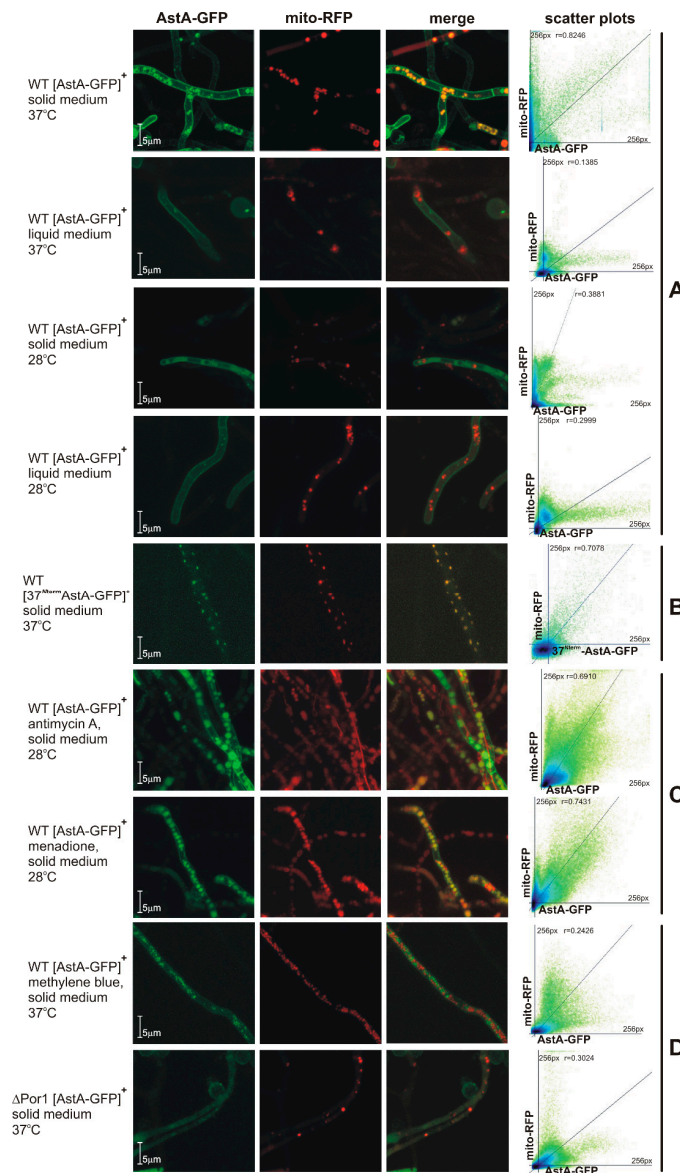 AstA-GFP mito-RFP merge scatter plots
WT [AstA-GFP]+
solid medium
37°C
5µm
256px r=0.8246
mito-RFP
256px
AstA-GFP
WT [AstA-GFP]+
liquid medium
37°C
5µm
256px r=0.1385
mito-RFP
256px
AstA-GFP
A
WT [AstA-GFP]+
solid medium
28°C
5µm
256px r=0.3881
mito-RFP
256px
AstA-GFP
WT [AstA-GFP]+
liquid medium
28°C
5µm
256px r=0.2999
mito-RFP
256px
AstA-GFP
WT
[37NtermAstA-GFP]+
solid medium
37°C
5µm
256px r=0.7078
mito-RFP
256px
37Nterm-AstA-GFP
B
WT [AstA-GFP]+
antimycin A,
solid medium
28°C
5µm
256px r=0.6910
mito-RFP
256px
AstA-GFP
C
WT [AstA-GFP]+
menadione,
solid medium
28°C
5µm
256px r=0.7431
mito-RFP
256px
AstA-GFP
WT [AstA-GFP]+
methylene blue,
solid medium
37°C
5µm
256px r=0.2426
mito-RFP
256px
AstA-GFP
D
ΔPor1 [AstA-GFP]+
solid medium
37°C
5µm
256px r=0.3024
mito-RFP
256px
AstA-GFP